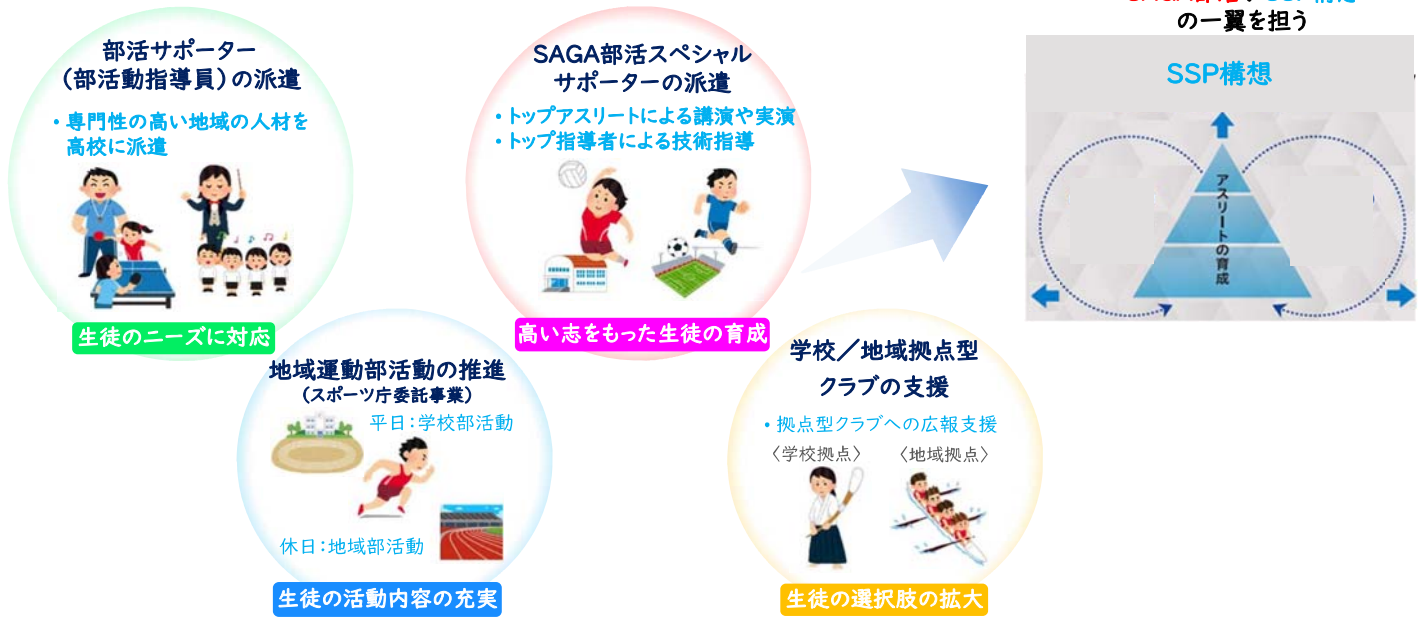 部活サポーター
（部活動指導員）の派遣
・専門性の高い地域の人材を
高校に派遣
生徒のニーズに対応
SAGA部活スペシャル
サポーターの派遣
・トップアスリートによる講演や実演
・トップ指導者による技術指導
高い志をもった生徒の育成
地域運動部活動の推進
（スポーツ庁委託事業）
平日：学校部活動
休日：地域部活動
生徒の活動内容の充実
学校／地域拠点型
クラブの支援
・拠点型クラブへの広報支援
〈学校拠点〉
〈地域拠点〉
生徒の選択肢の拡大
の一翼を担う
SSP構想
アスリートの育成